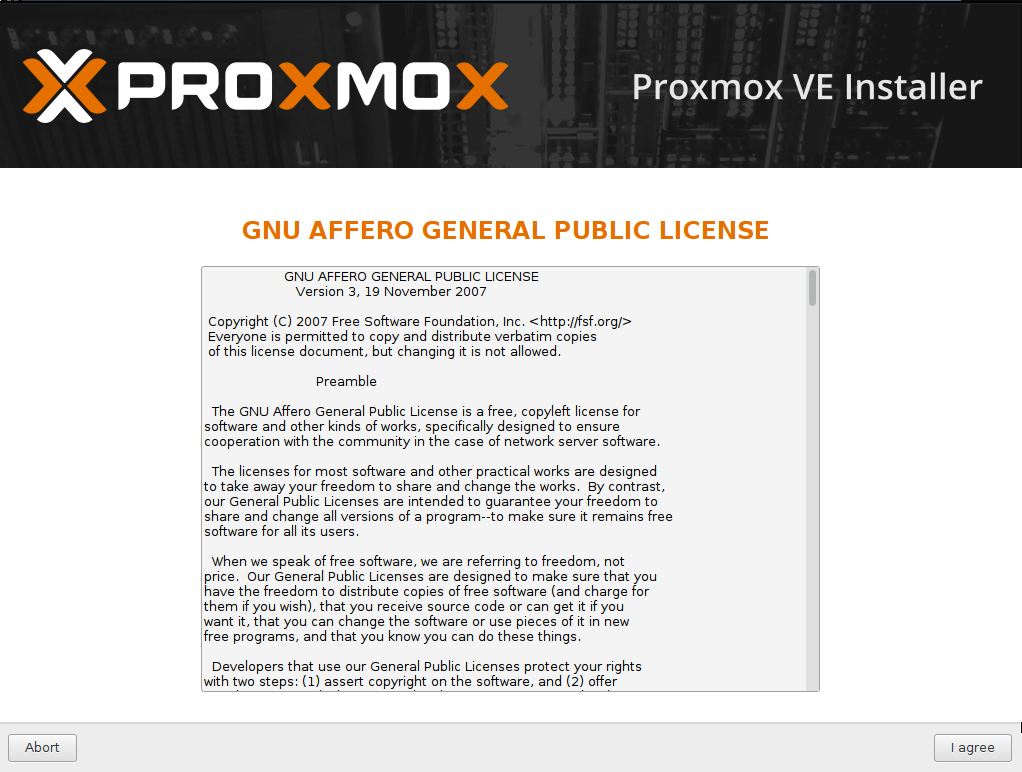 PROXMOX
Proxmox VE Installer
GNU AFFERO GENERAL PUBLIC LICENSE
GNU AFFERO GENERAL PUBLIC LICENSE
Version 3, 19 November 2007
Copyright (C) 2007 Free Software Foundation, Inc. <http://fsf.org/>
Everyone is permitted to copy and distribute verbatim copies
of this license document, but changing it is not allowed.
Preamble
The GNU Affero General Public License is a free, copyleft license for
software and other kinds of works, specifically designed to ensure
cooperation with the community in the case of network server software.
The licenses for most software and other practical works are designed
to take away your freedom to share and change the works.  By contrast,
our General Public Licenses are intended to guarantee your freedom to
share and change all versions of a program--to make sure it remains free
software for all its users.
When we speak of free software, we are referring to freedom, not
price.  Our General Public Licenses are designed to make sure that you
have the freedom to distribute copies of free software (and charge for
them if you wish), that you receive source code or can get it if you
want it, that you can change the software or use pieces of it in new
free programs, and that you know you can do these things.
Developers that use our General Public Licenses protect your rights
with two steps: (1) assert copyright on the software, and (2) offer
Abort
I agree